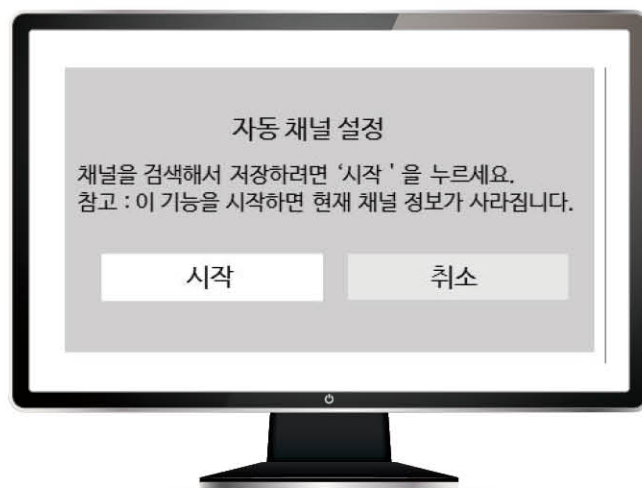 자동 채널 설정
채널을 검색해서 저장하려면 ‘시작 ' 을 누르세요.
참고 : 이 기능을 시작하면 현재 채널 정보가 사라집니다.
시작
취소